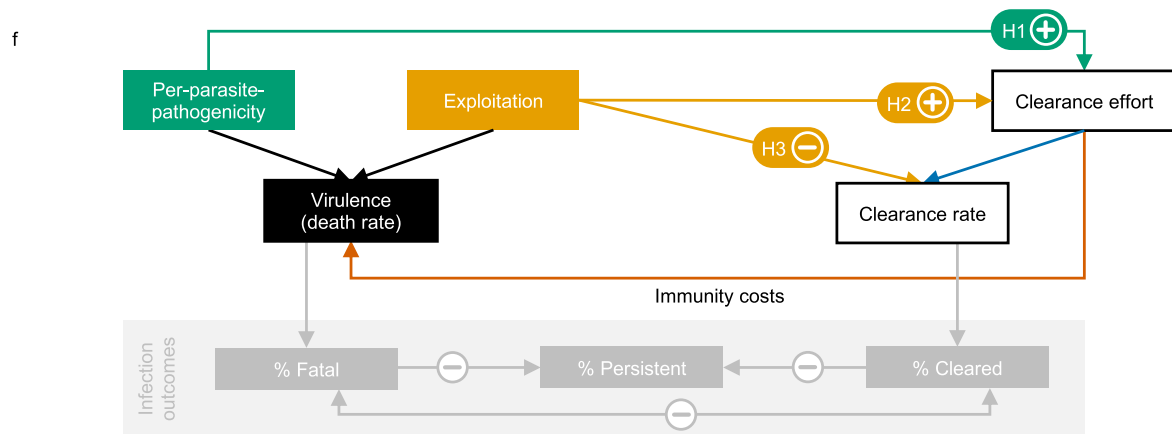 f
H1 +
Per-parasite-
pathogenicity
Exploitation
H2 +
Clearance effort
H3 −
Virulence
(death rate)
Clearance rate
Immunity costs
Infection
outcomes
% Fatal
−
% Persistent
−
% Cleared
−